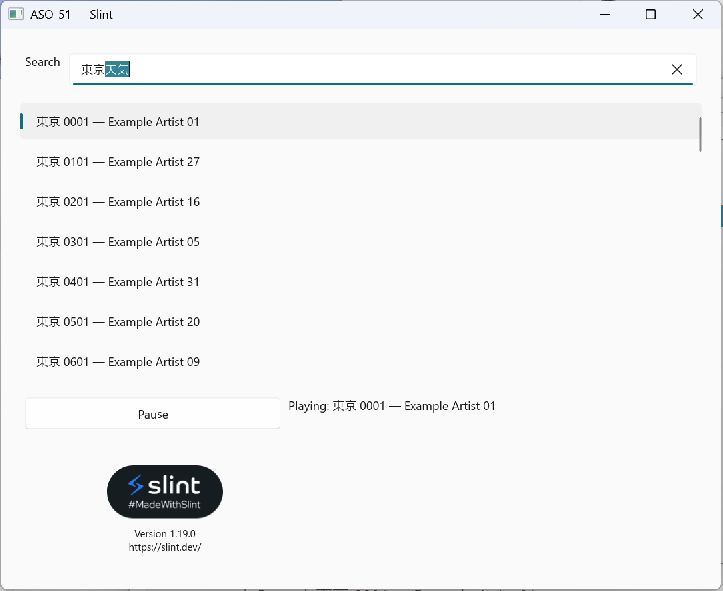 ASO-51 Slint
Search
東京天気
東京 0001 — Example Artist 01
東京 0101 — Example Artist 27
東京 0201 — Example Artist 16
東京 0301 — Example Artist 05
東京 0401 — Example Artist 31
東京 0501 — Example Artist 20
東京 0601 — Example Artist 09
Pause
Playing: 東京 0001 — Example Artist 01
slint
#MadeWithSlint
Version 1.19.0
https://slint.dev/